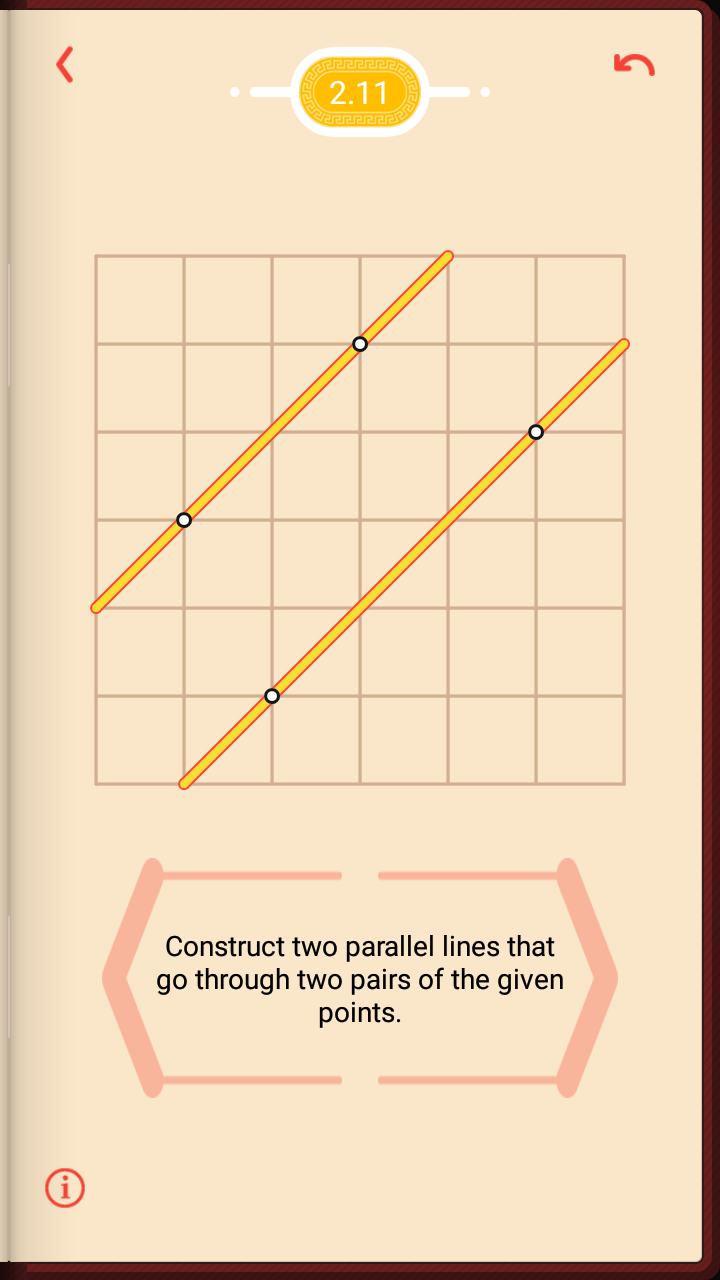 2.11
Construct two parallel lines that
go through two pairs of the given
points.
i